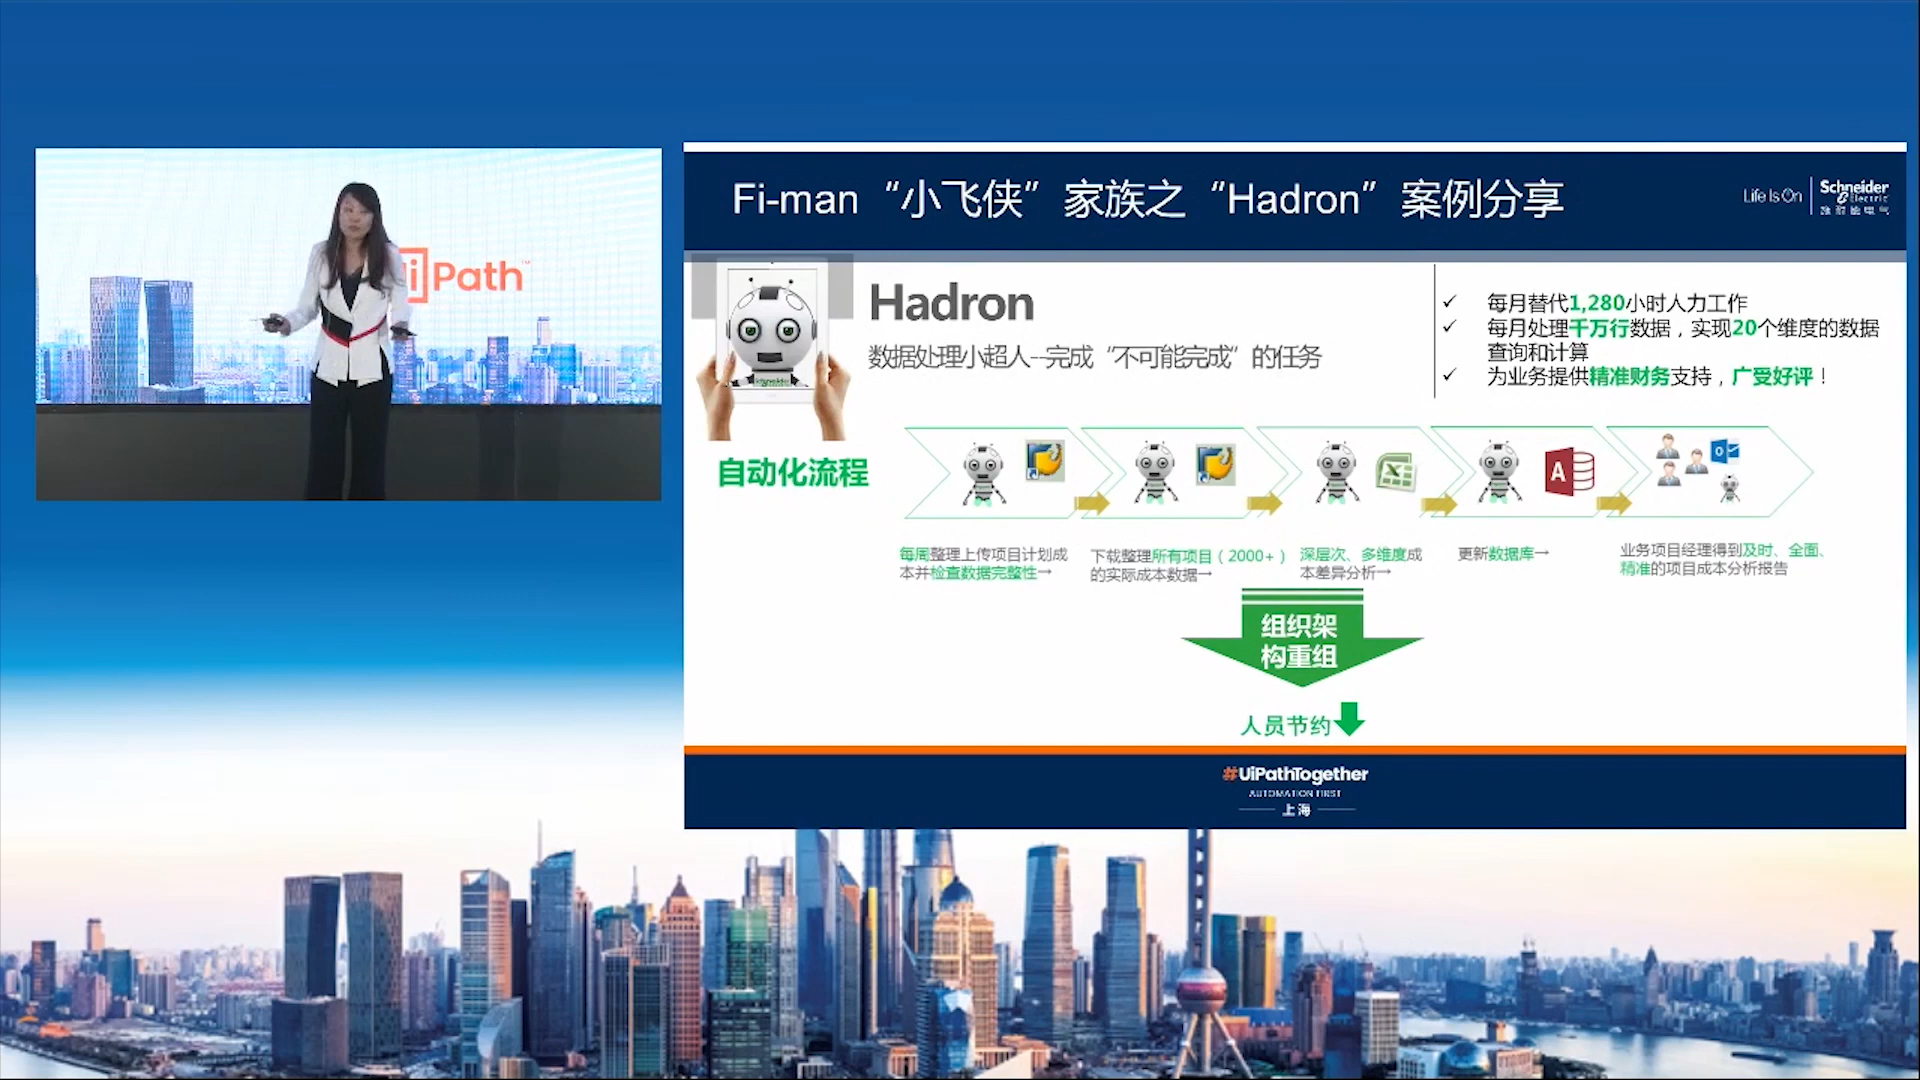 Fi-man“小飞侠”家族之“Hadron”案例分享
Life Is On
Schneider
Electric
施耐德电气
UiPath
Hadron
数据处理小超人--完成“不可能完成”的任务
✓ 每月替代1,280小时人力工作
✓ 每月处理千万行数据，实现20个维度的数据
查询和计算
✓ 为业务提供精准财务支持，广受好评！
自动化流程
每周整理上传项目计划成
本并检查数据完整性→
下载整理所有项目（2000+）
的实际成本数据→
深层次、多维度成
本差异分析→
更新数据库→
业务项目经理得到及时、全面、
精准的项目成本分析报告
组织架
构重组
人员节约
#UiPathTogether
AUTOMATION FIRST
上海